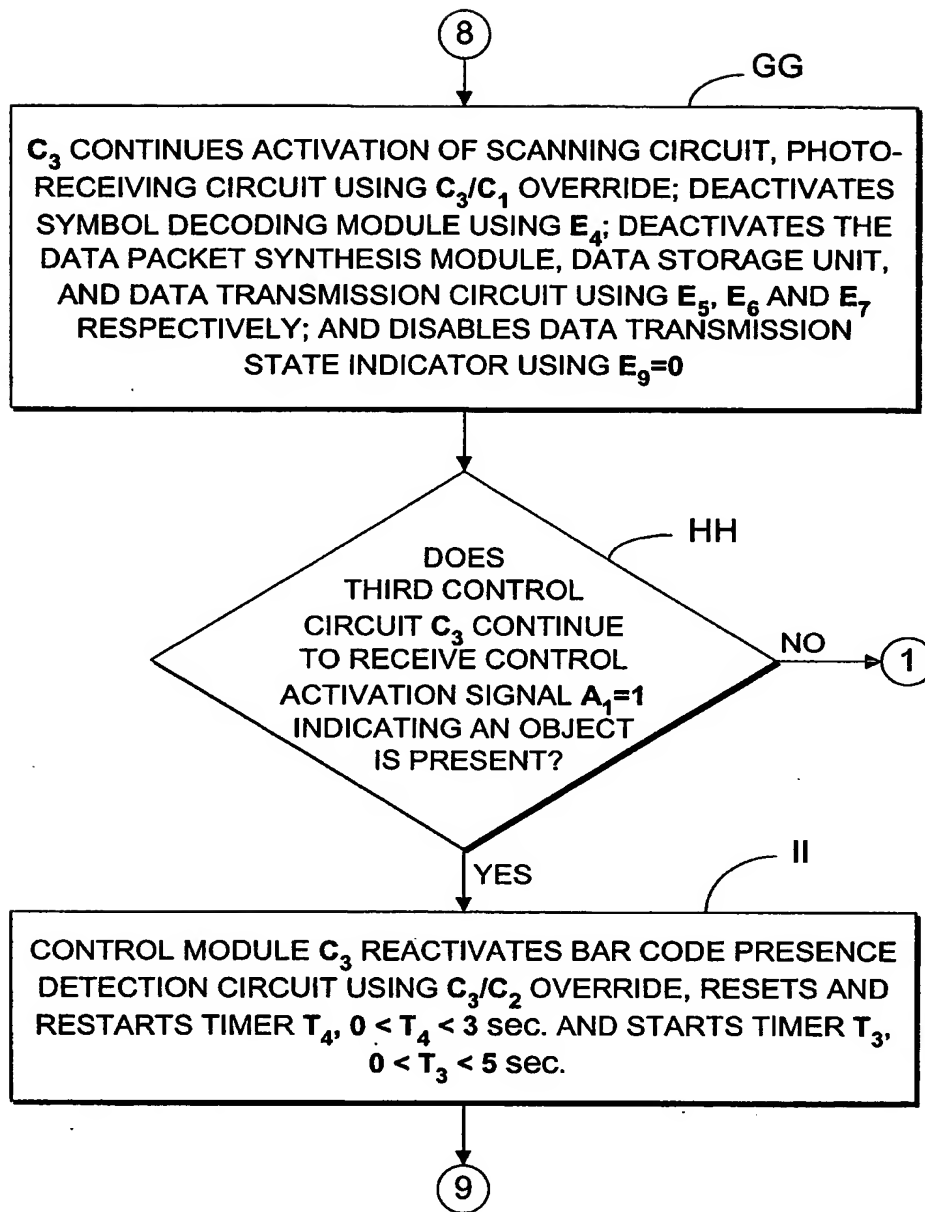 8
GG
C₃ CONTINUES ACTIVATION OF SCANNING CIRCUIT, PHOTO-
RECEIVING CIRCUIT USING C₃/C₁ OVERRIDE; DEACTIVATES
SYMBOL DECODING MODULE USING E₄; DEACTIVATES THE
DATA PACKET SYNTHESIS MODULE, DATA STORAGE UNIT,
AND DATA TRANSMISSION CIRCUIT USING E₅, E₆ AND E₇
RESPECTIVELY; AND DISABLES DATA TRANSMISSION
STATE INDICATOR USING E₉=0
HH
DOES
THIRD CONTROL
CIRCUIT C₃ CONTINUE
TO RECEIVE CONTROL
ACTIVATION SIGNAL A₁=1
INDICATING AN OBJECT
IS PRESENT?
NO
1
YES
II
CONTROL MODULE C₃ REACTIVATES BAR CODE PRESENCE
DETECTION CIRCUIT USING C₃/C₂ OVERRIDE, RESETS AND
RESTARTS TIMER T₄, 0 < T₄ < 3 sec. AND STARTS TIMER T₃,
0 < T₃ < 5 sec.
9